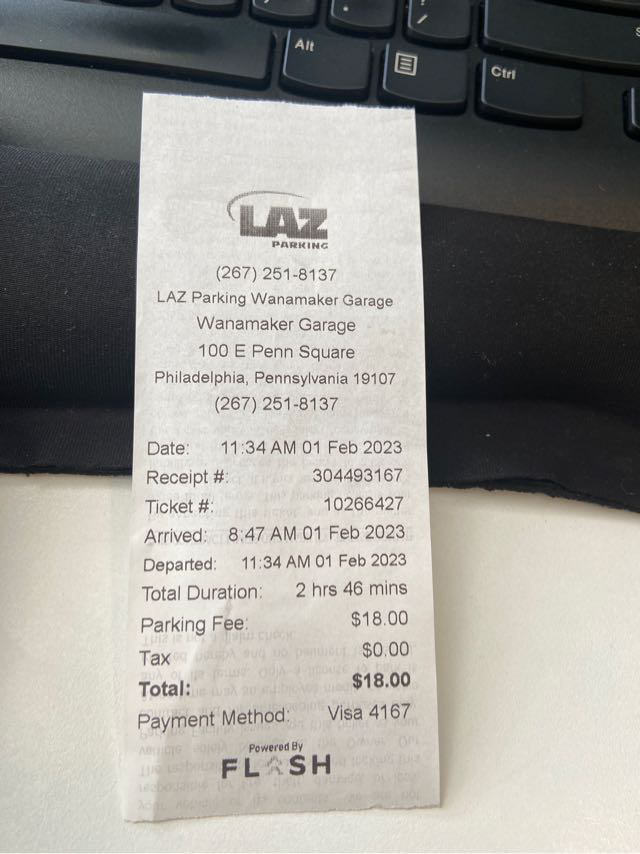 Alt
Ctrl
LAZ
PARKING
(267) 251-8137
LAZ Parking Wanamaker Garage
Wanamaker Garage
100 E Penn Square
Philadelphia, Pennsylvania 19107
(267) 251-8137
Date: 11:34 AM 01 Feb 2023
Receipt #: 304493167
Ticket #: 10266427
Arrived: 8:47 AM 01 Feb 2023
Departed: 11:34 AM 01 Feb 2023
Total Duration: 2 hrs 46 mins
Parking Fee: $18.00
Tax $0.00
Total: $18.00
Payment Method: Visa 4167
Powered By
FLASH